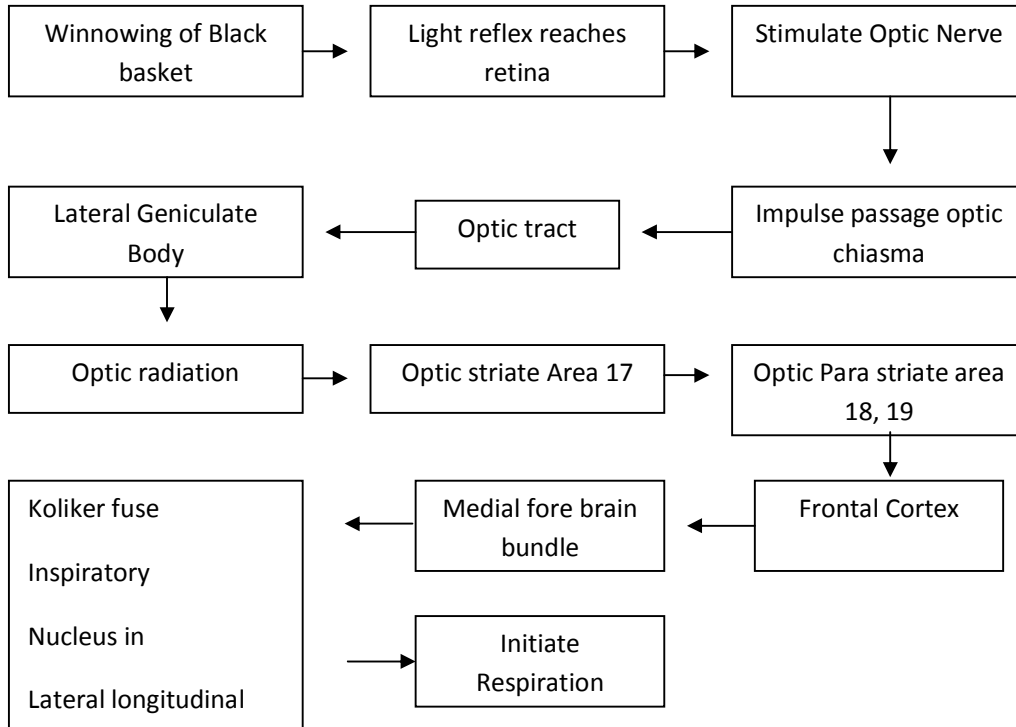 Winnowing of Black
basket
Light reflex reaches
retina
Stimulate Optic Nerve
Impulse passage optic
chiasma
Optic tract
Lateral Geniculate
Body
Optic radiation
Optic striate Area 17
Optic Para striate area
18, 19
Frontal Cortex
Medial fore brain
bundle
Koliker fuse
Inspiratory
Nucleus in
Lateral longitudinal
Initiate
Respiration